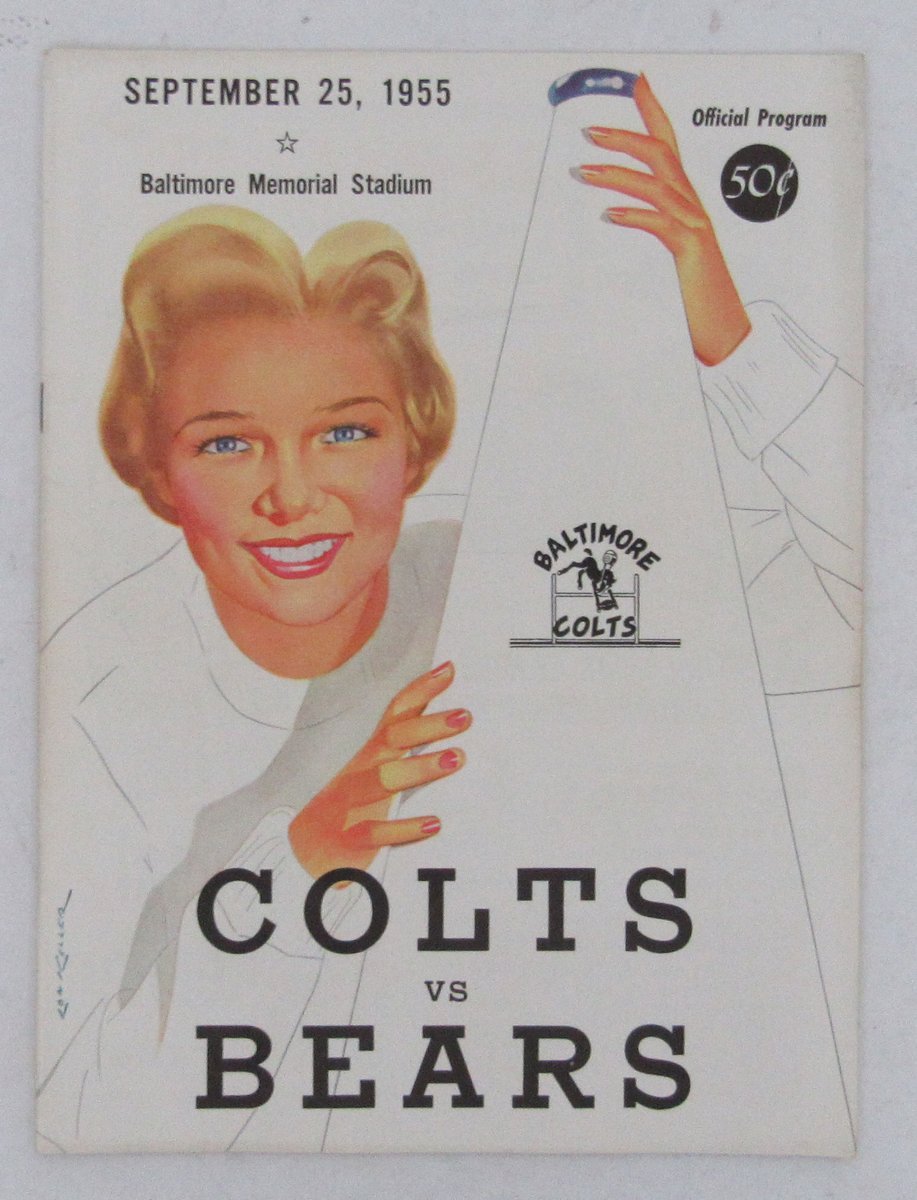 SEPTEMBER 25, 1955
☆
Baltimore Memorial Stadium
Official Program
50¢
BALTIMORE
COLTS
COLTS
VS
BEARS